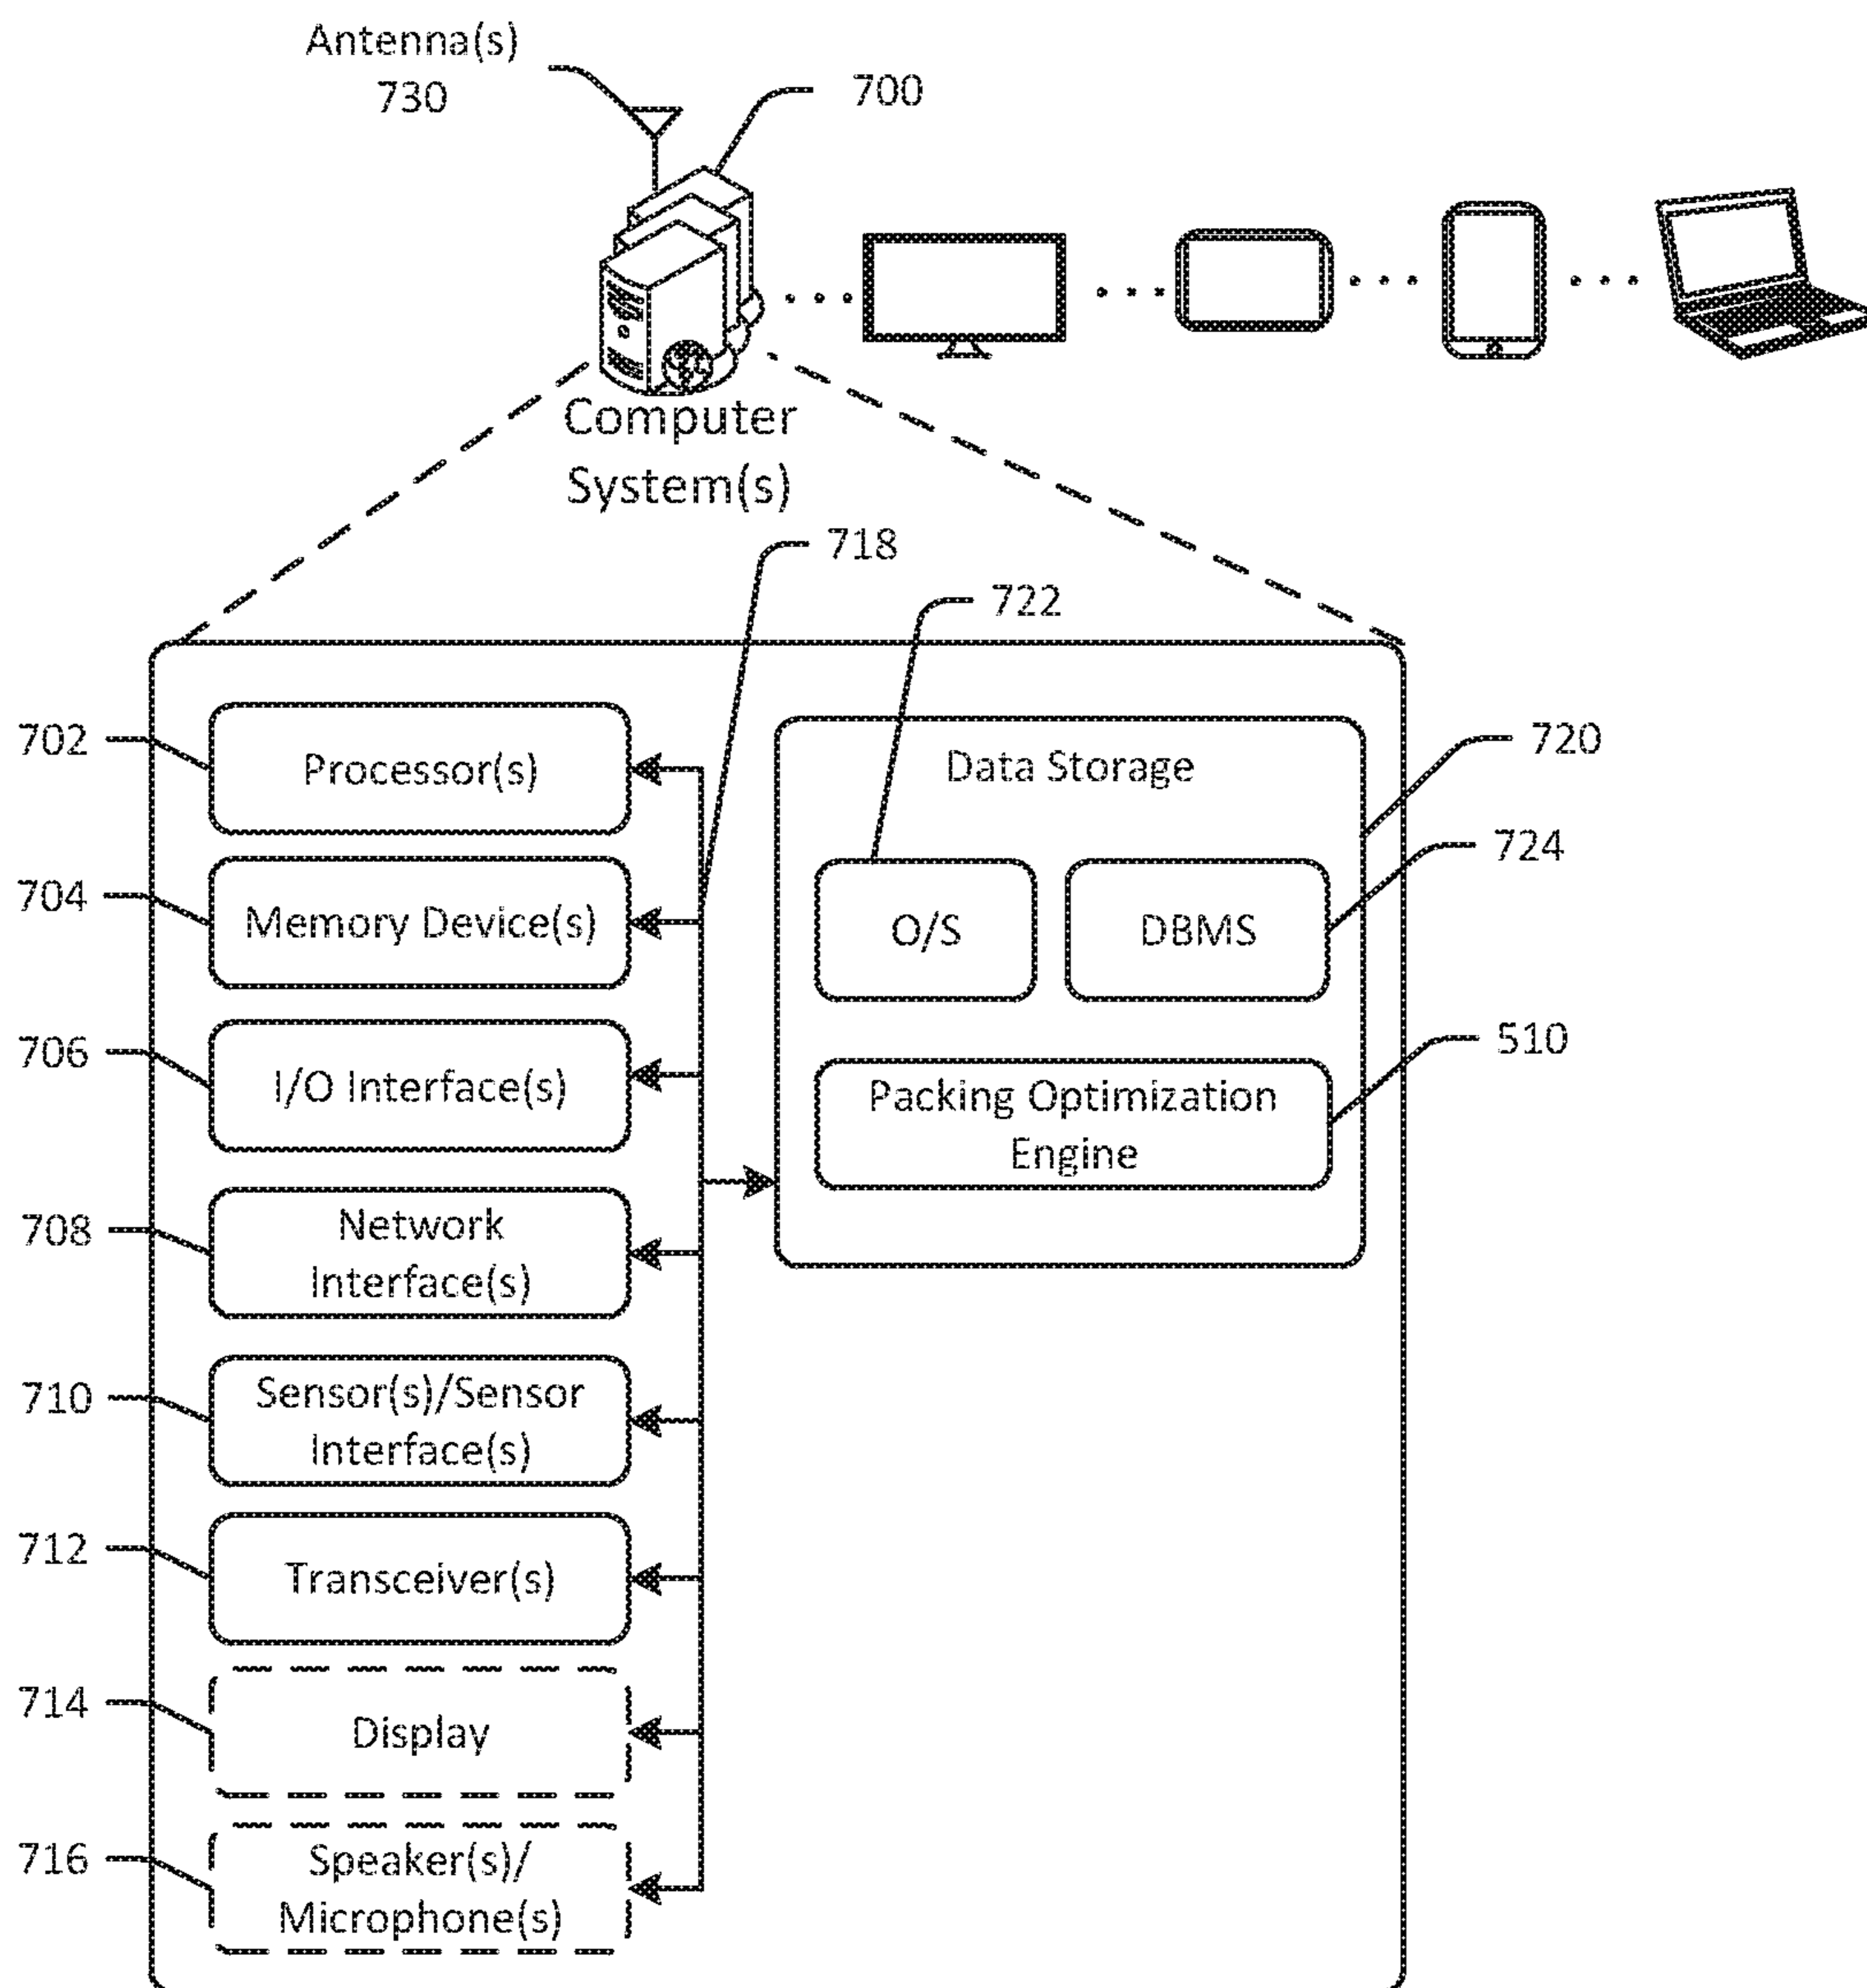 Antenna(s)
730
700
Computer
System(s)
718
722
702
Processor(s)
Data Storage
720
704
Memory Device(s)
O/S
DBMS
724
706
I/O Interface(s)
Packing Optimization
Engine
510
708
Network
Interface(s)
710
Sensor(s)/Sensor
Interface(s)
712
Transceiver(s)
714
Display
716
Speaker(s)/
Microphone(s)